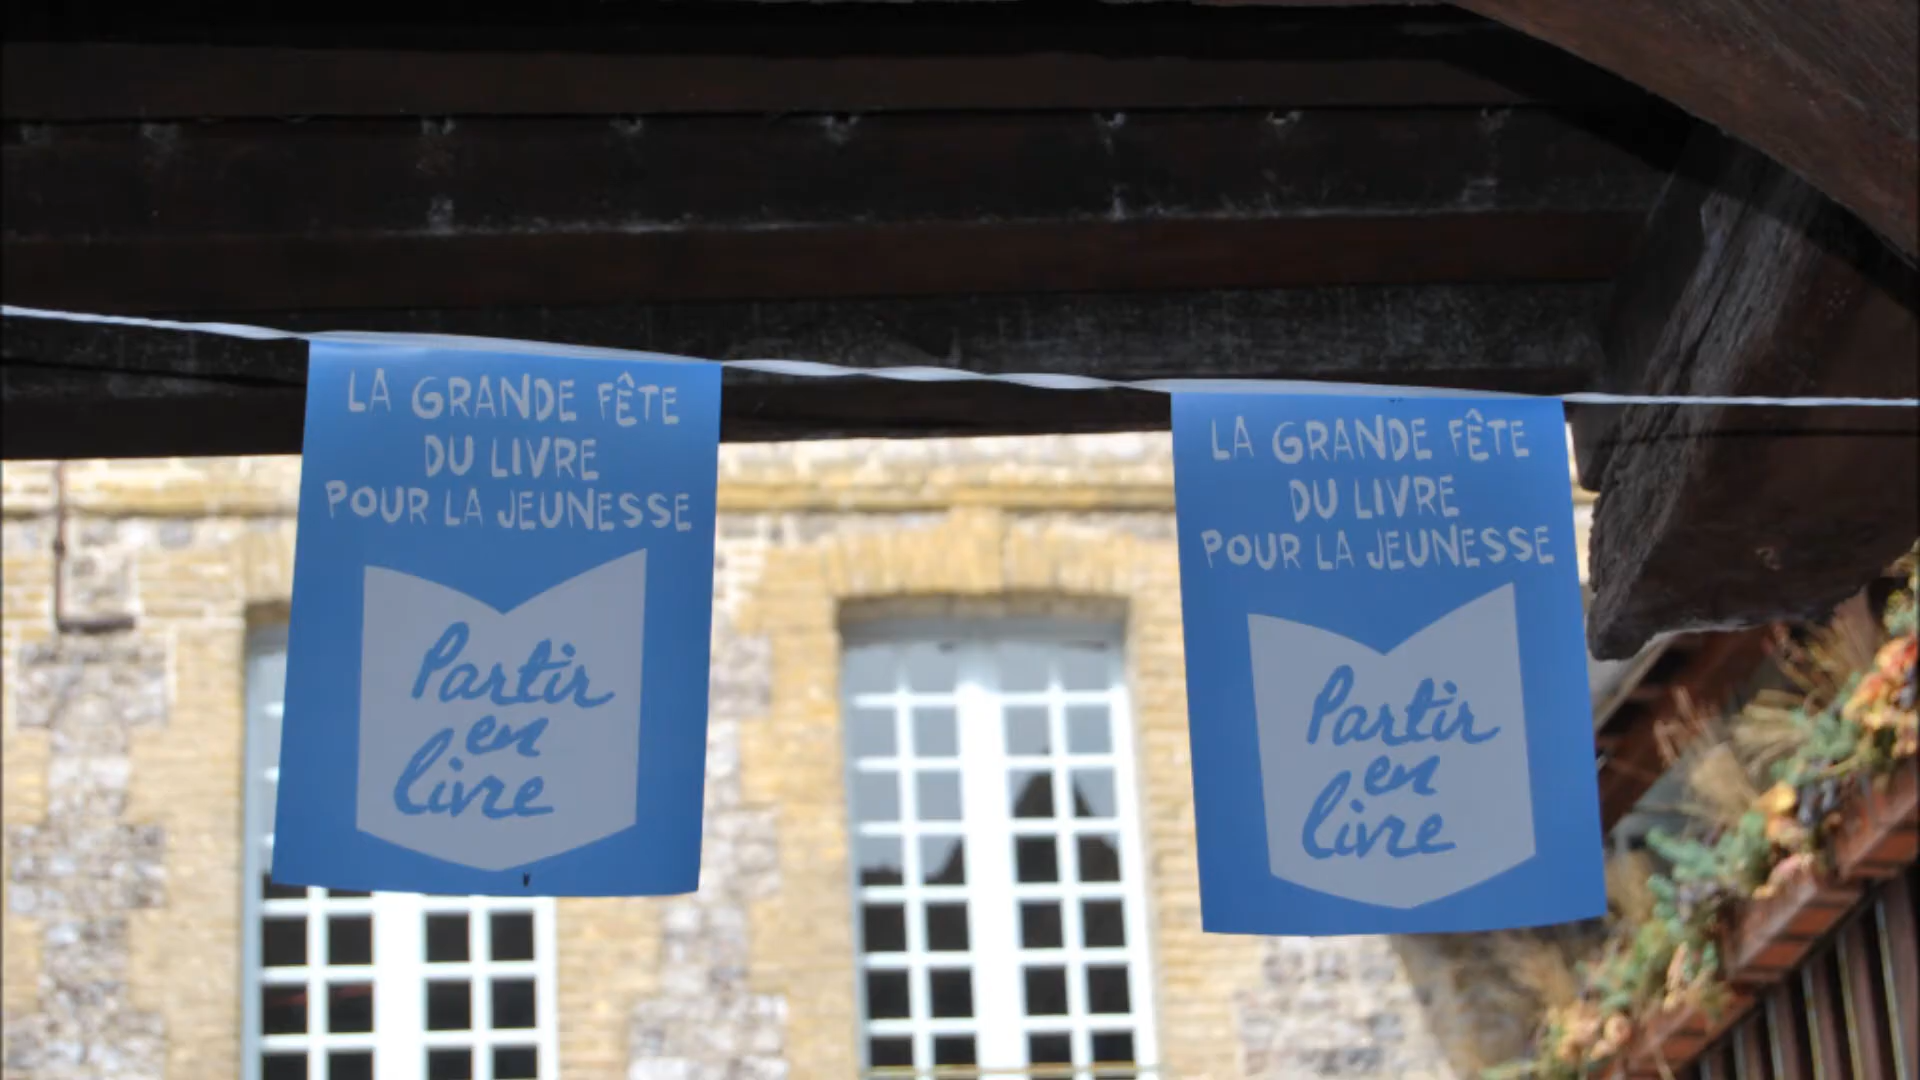 LA GRANDE FÊTE
DU LIVRE
POUR LA JEUNESSE
Partir
en
livre
LA GRANDE FÊTE
DU LIVRE
POUR LA JEUNESSE
Partir
en
livre